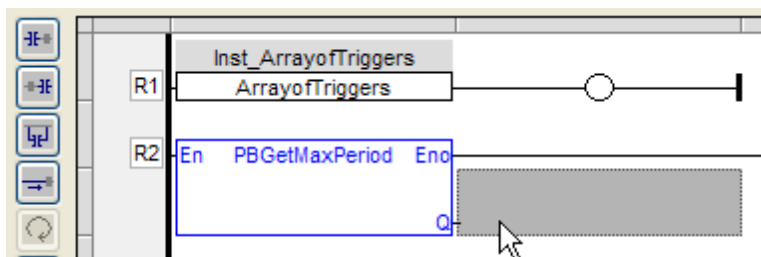 Inst_ArrayofTriggers
R1 ArrayofTriggers
R2 En PBGetMaxPeriod Eno
Q